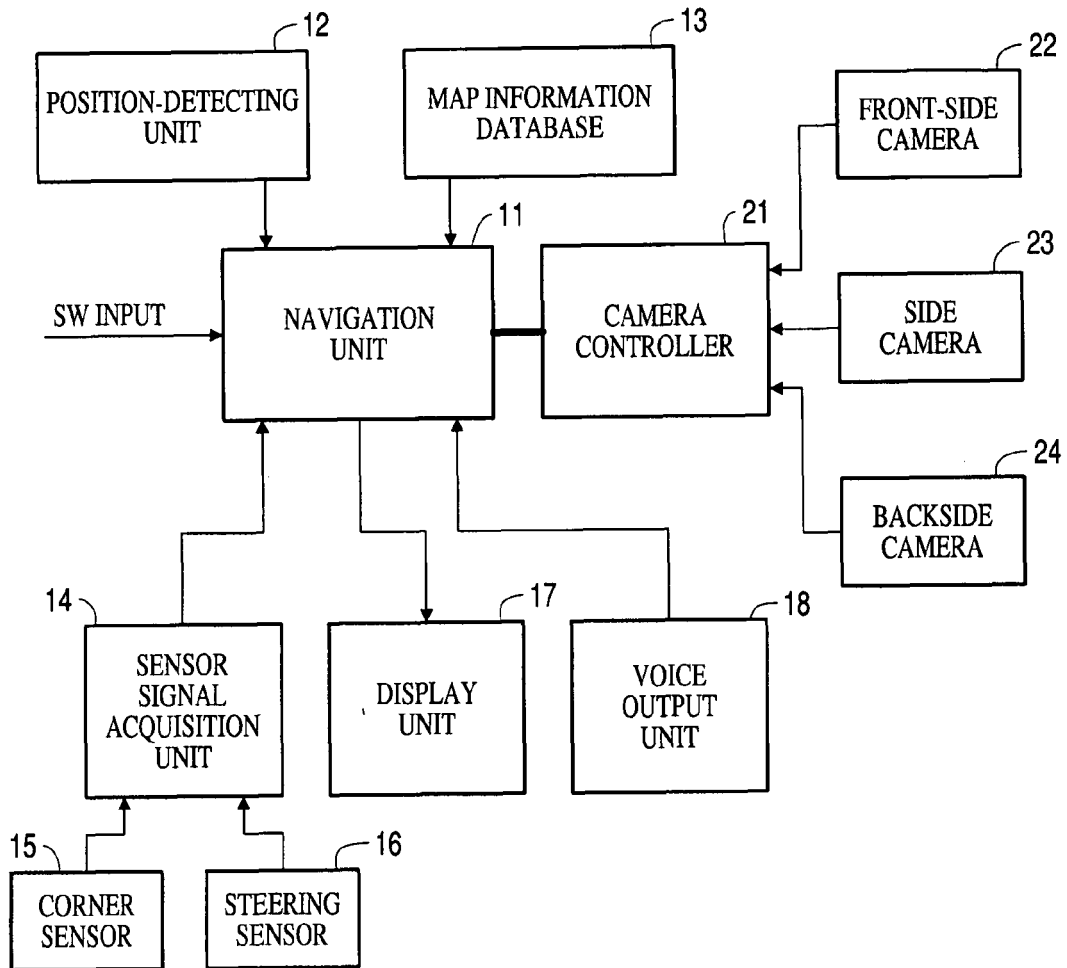 12
POSITION-DETECTING
UNIT
13
MAP INFORMATION
DATABASE
22
FRONT-SIDE
CAMERA
11
NAVIGATION
UNIT
SW INPUT
21
CAMERA
CONTROLLER
23
SIDE
CAMERA
24
BACKSIDE
CAMERA
14
SENSOR
SIGNAL
ACQUISITION
UNIT
17
DISPLAY
UNIT
18
VOICE
OUTPUT
UNIT
15
CORNER
SENSOR
16
STEERING
SENSOR